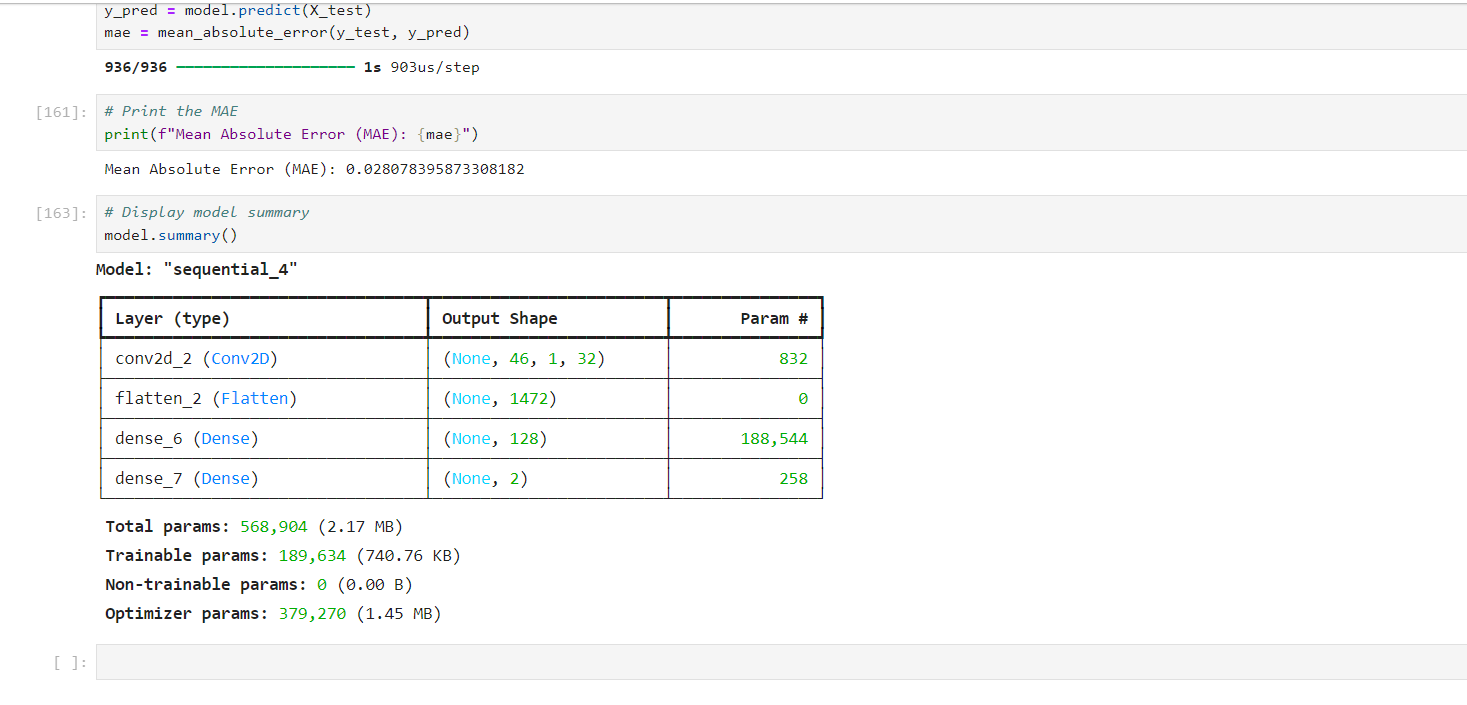 y_pred = model.predict(X_test)
mae = mean_absolute_error(y_test, y_pred)
936/936 ━━━━━━━━━━━━━━━━━━━━ 1s 903us/step
[161]: # Print the MAE
print(f"Mean Absolute Error (MAE): {mae}")
Mean Absolute Error (MAE): 0.028078395873308182
[163]: # Display model summary
model.summary()
Model: "sequential_4"
Layer (type) Output Shape Param #
conv2d_2 (Conv2D) (None, 46, 1, 32) 832
flatten_2 (Flatten) (None, 1472) 0
dense_6 (Dense) (None, 128) 188,544
dense_7 (Dense) (None, 2) 258
Total params: 568,904 (2.17 MB)
Trainable params: 189,634 (740.76 KB)
Non-trainable params: 0 (0.00 B)
Optimizer params: 379,270 (1.45 MB)
[ ]: